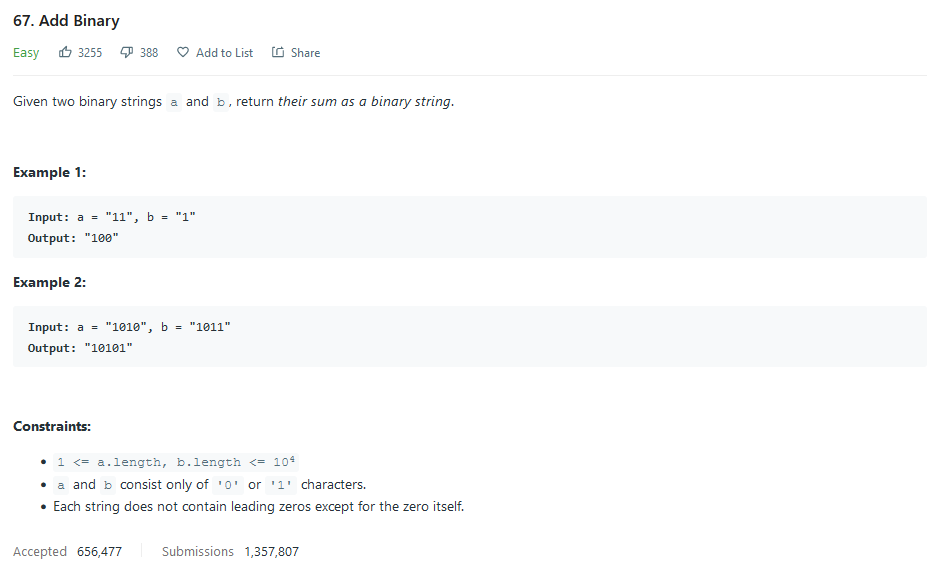 67. Add Binary
Easy 3255 388 Add to List Share
Given two binary strings a and b, return their sum as a binary string.
Example 1:
Input: a = "11", b = "1"
Output: "100"
Example 2:
Input: a = "1010", b = "1011"
Output: "10101"
Constraints:
• 1 <= a.length, b.length <= 10⁴
• a and b consist only of '0' or '1' characters.
• Each string does not contain leading zeros except for the zero itself.
Accepted 656,477 Submissions 1,357,807